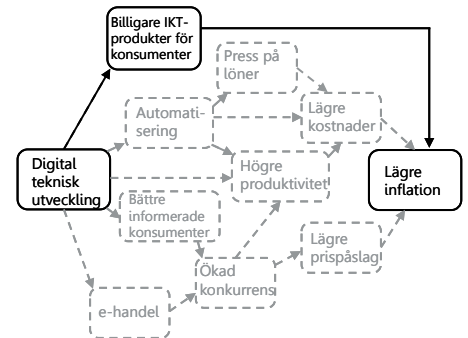 Billigare IKT-
produkter för
konsumenter
Press på
löner
Automati-
sering
Lägre
kostnader
Digital
teknisk
utveckling
Högre
produktivitet
Lägre
inflation
Bättre
informerade
konsumenter
Lägre
prispåslag
Ökad
konkurrens
e-handel